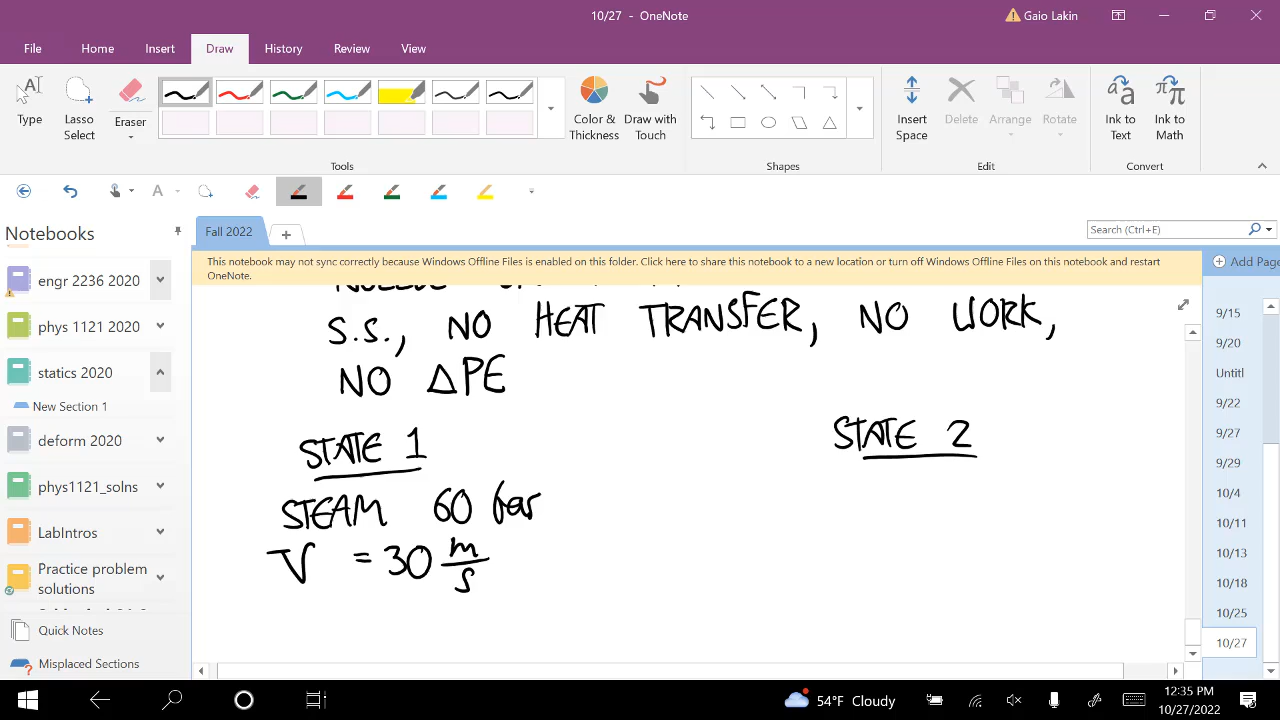 10/27 - OneNote
Gaio Lakin
File Home Insert Draw History Review View
Type
Lasso Select
Eraser
Color & Thickness
Draw with Touch
Insert Space
Delete
Arrange
Rotate
Ink to Text
Ink to Math
Tools
Shapes
Edit
Convert
Notebooks
Fall 2022
Search (Ctrl+E)
This notebook may not sync correctly because Windows Offline Files is enabled on this folder. Click here to share this notebook to a new location or turn off Windows Offline Files on this notebook and restart
OneNote.
Add Page
engr 2236 2020
phys 1121 2020
statics 2020
New Section 1
deform 2020
phys1121_solns
LabIntros
Practice problem
solutions
Quick Notes
Misplaced Sections
S.S., NO HEAT TRANSFER, NO WORK,
NO ΔPE
STATE 1
STATE 2
STEAM 60 bar
V = 30 m/s
9/15
9/20
Untitl
9/22
9/27
9/29
10/4
10/11
10/13
10/18
10/25
10/27
54°F Cloudy
12:35 PM
10/27/2022